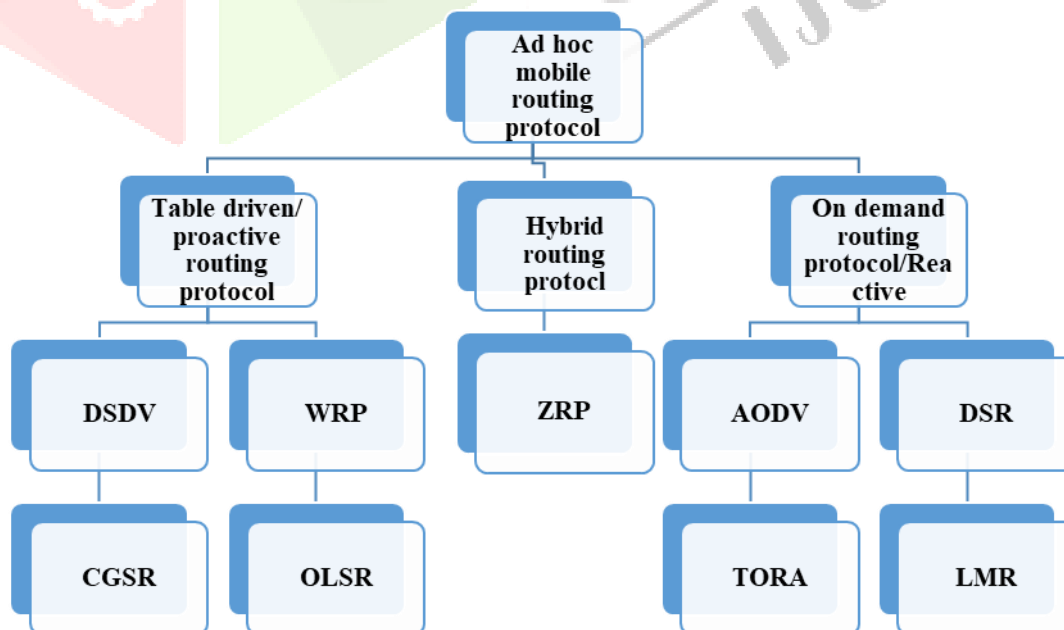 Ad hoc
mobile
routing
protocol
Table driven/
proactive
routing
protocol
Hybrid
routing
protocl
On demand
routing
protocol/Rea
ctive
DSDV
WRP
ZRP
AODV
DSR
CGSR
OLSR
TORA
LMR